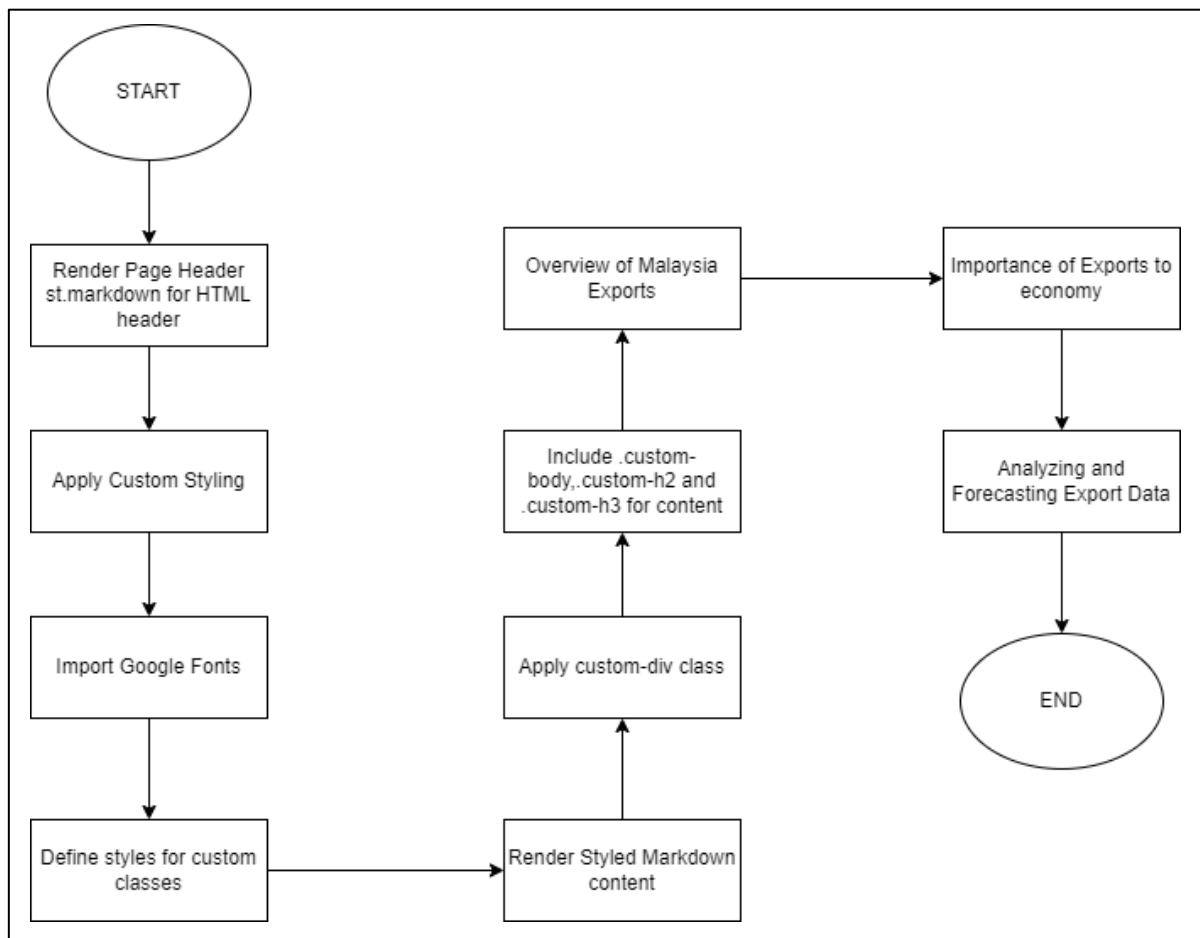 START
Render Page Header
st.markdown for HTML
header
Apply Custom Styling
Import Google Fonts
Define styles for custom
classes
Render Styled Markdown
content
Apply custom-div class
Include .custom-
body,.custom-h2 and
.custom-h3 for content
Overview of Malaysia
Exports
Importance of Exports to
economy
Analyzing and
Forecasting Export Data
END